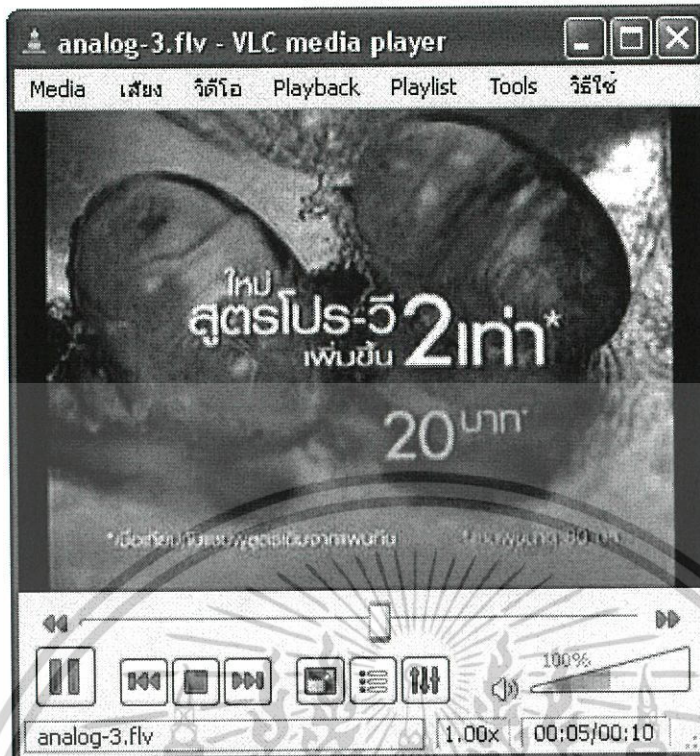 analog-3.flv - VLC media player
Media เสียง วิดีโอ Playback Playlist Tools วิธีใช้
ใหม่
สูตรโปร-วี 2เท่า*
เพิ่มขึ้น
20 บาท*
100%
analog-3.flv 1.00x 00:05/00:10